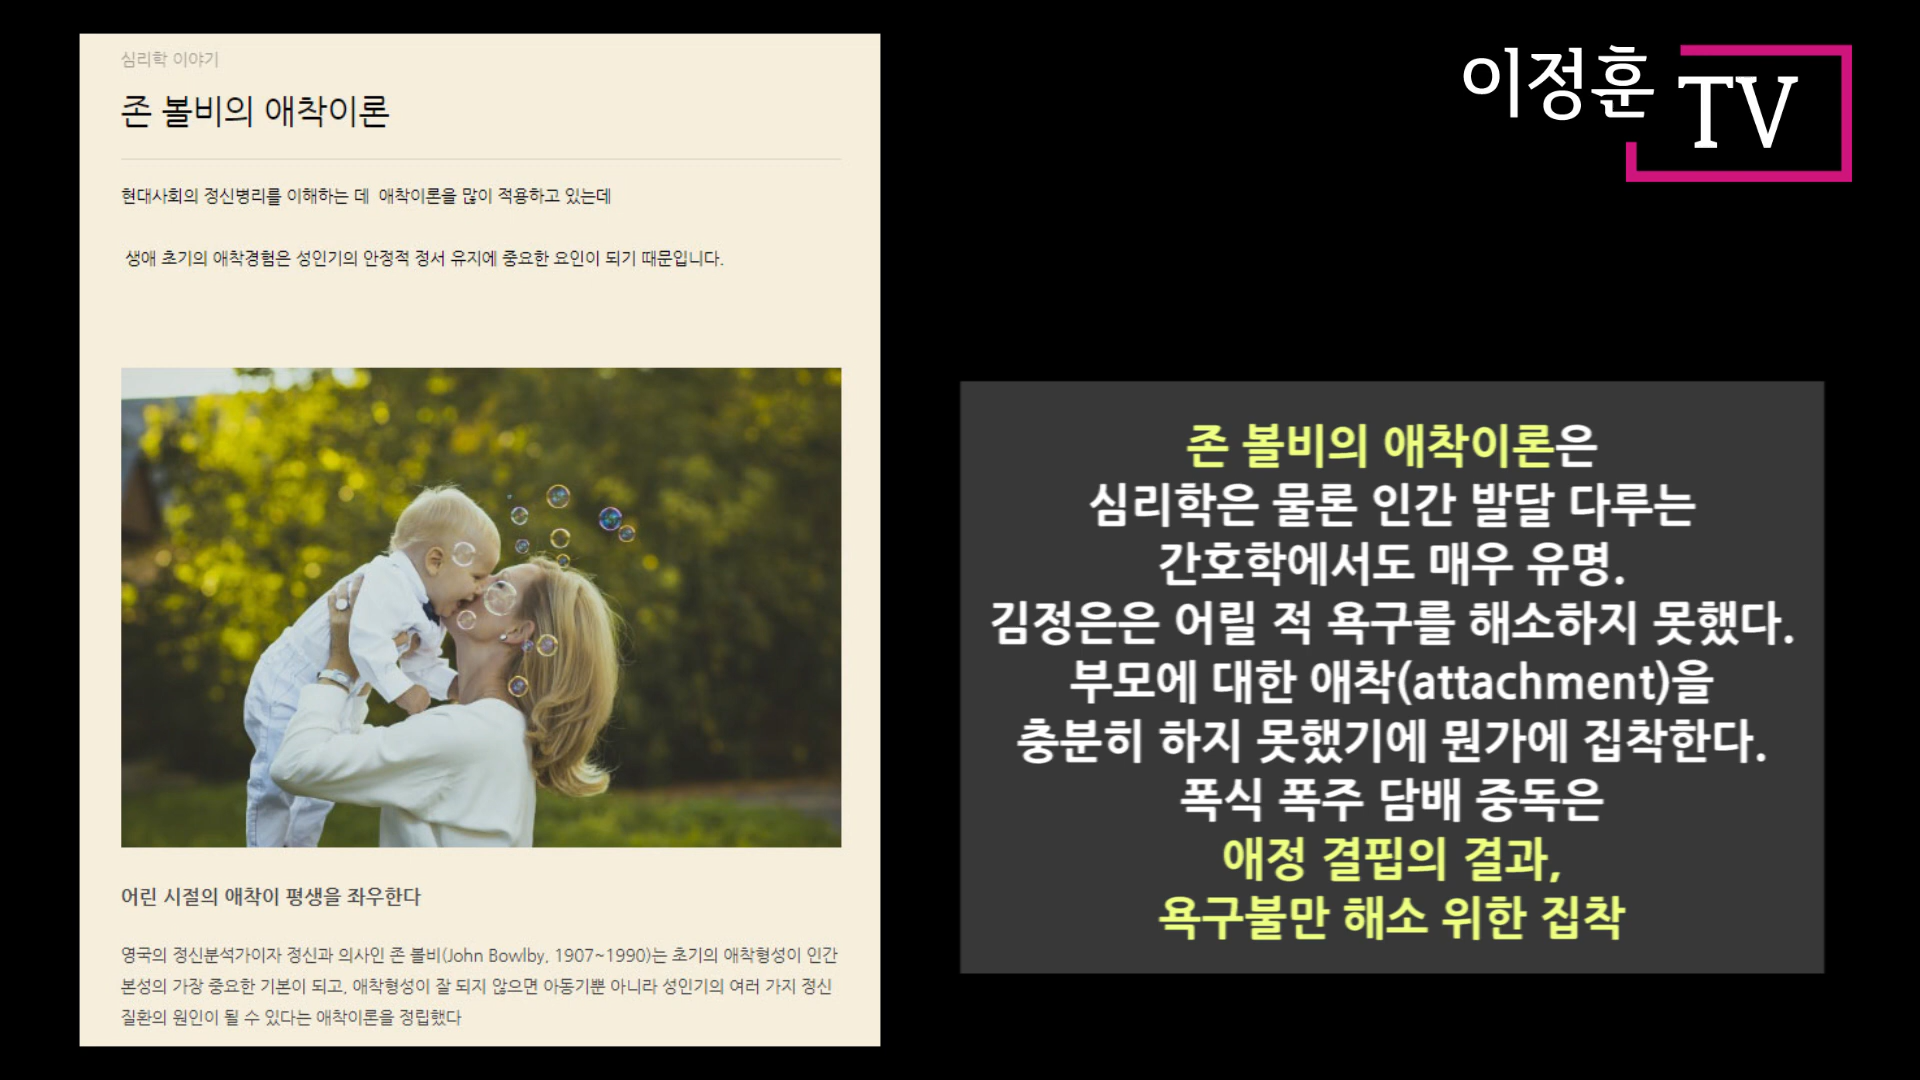 심리학 이야기
존 볼비의 애착이론
현대사회의 정신병리를 이해하는 데 애착이론을 많이 적용하고 있는데
생애 초기의 애착경험은 성인기의 안정적 정서 유지에 중요한 요인이 되기 때문입니다.
어린 시절의 애착이 평생을 좌우한다
영국의 정신분석가이자 정신과 의사인 존 볼비(John Bowlby, 1907~1990)는 초기의 애착형성이 인간
본성의 가장 중요한 기본이 되고, 애착형성이 잘 되지 않으면 아동기뿐 아니라 성인기의 여러 가지 정신
질환의 원인이 될 수 있다는 애착이론을 정립했다
이정훈 TV
존 볼비의 애착이론은
심리학은 물론 인간 발달 다루는
간호학에서도 매우 유명.
김정은은 어릴 적 욕구를 해소하지 못했다.
부모에 대한 애착(attachment)을
충분히 하지 못했기에 뭔가에 집착한다.
폭식 폭주 담배 중독은
애정 결핍의 결과,
욕구불만 해소 위한 집착